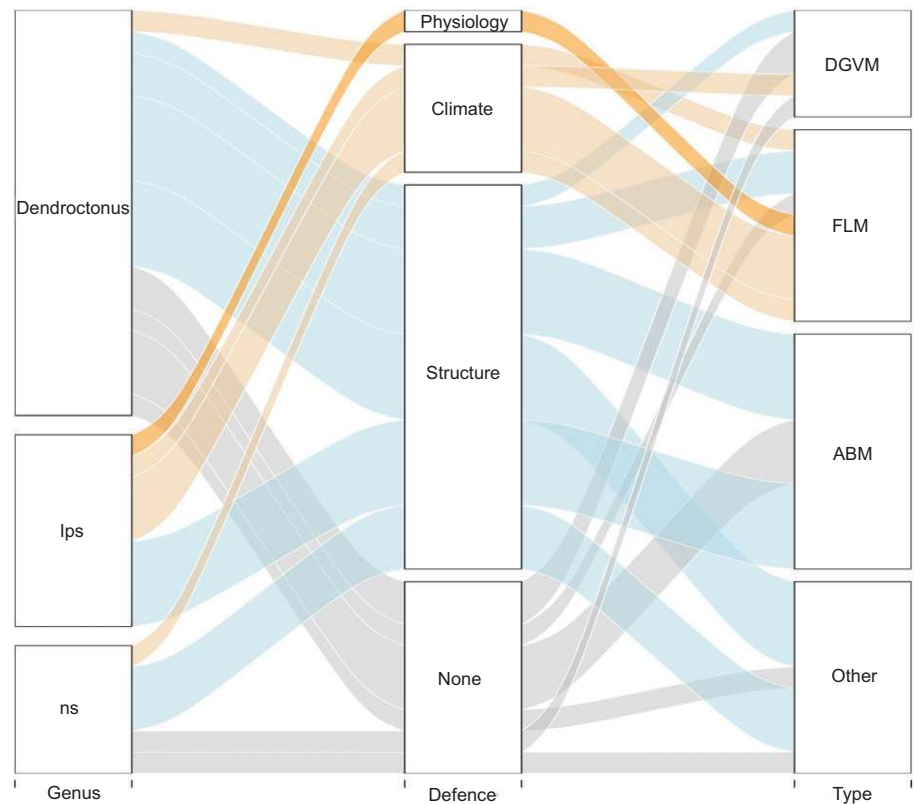 Physiology
DGVM
Climate
Dendroctonus
FLM
Structure
ABM
Ips
None
Other
ns
Genus
Defence
Type